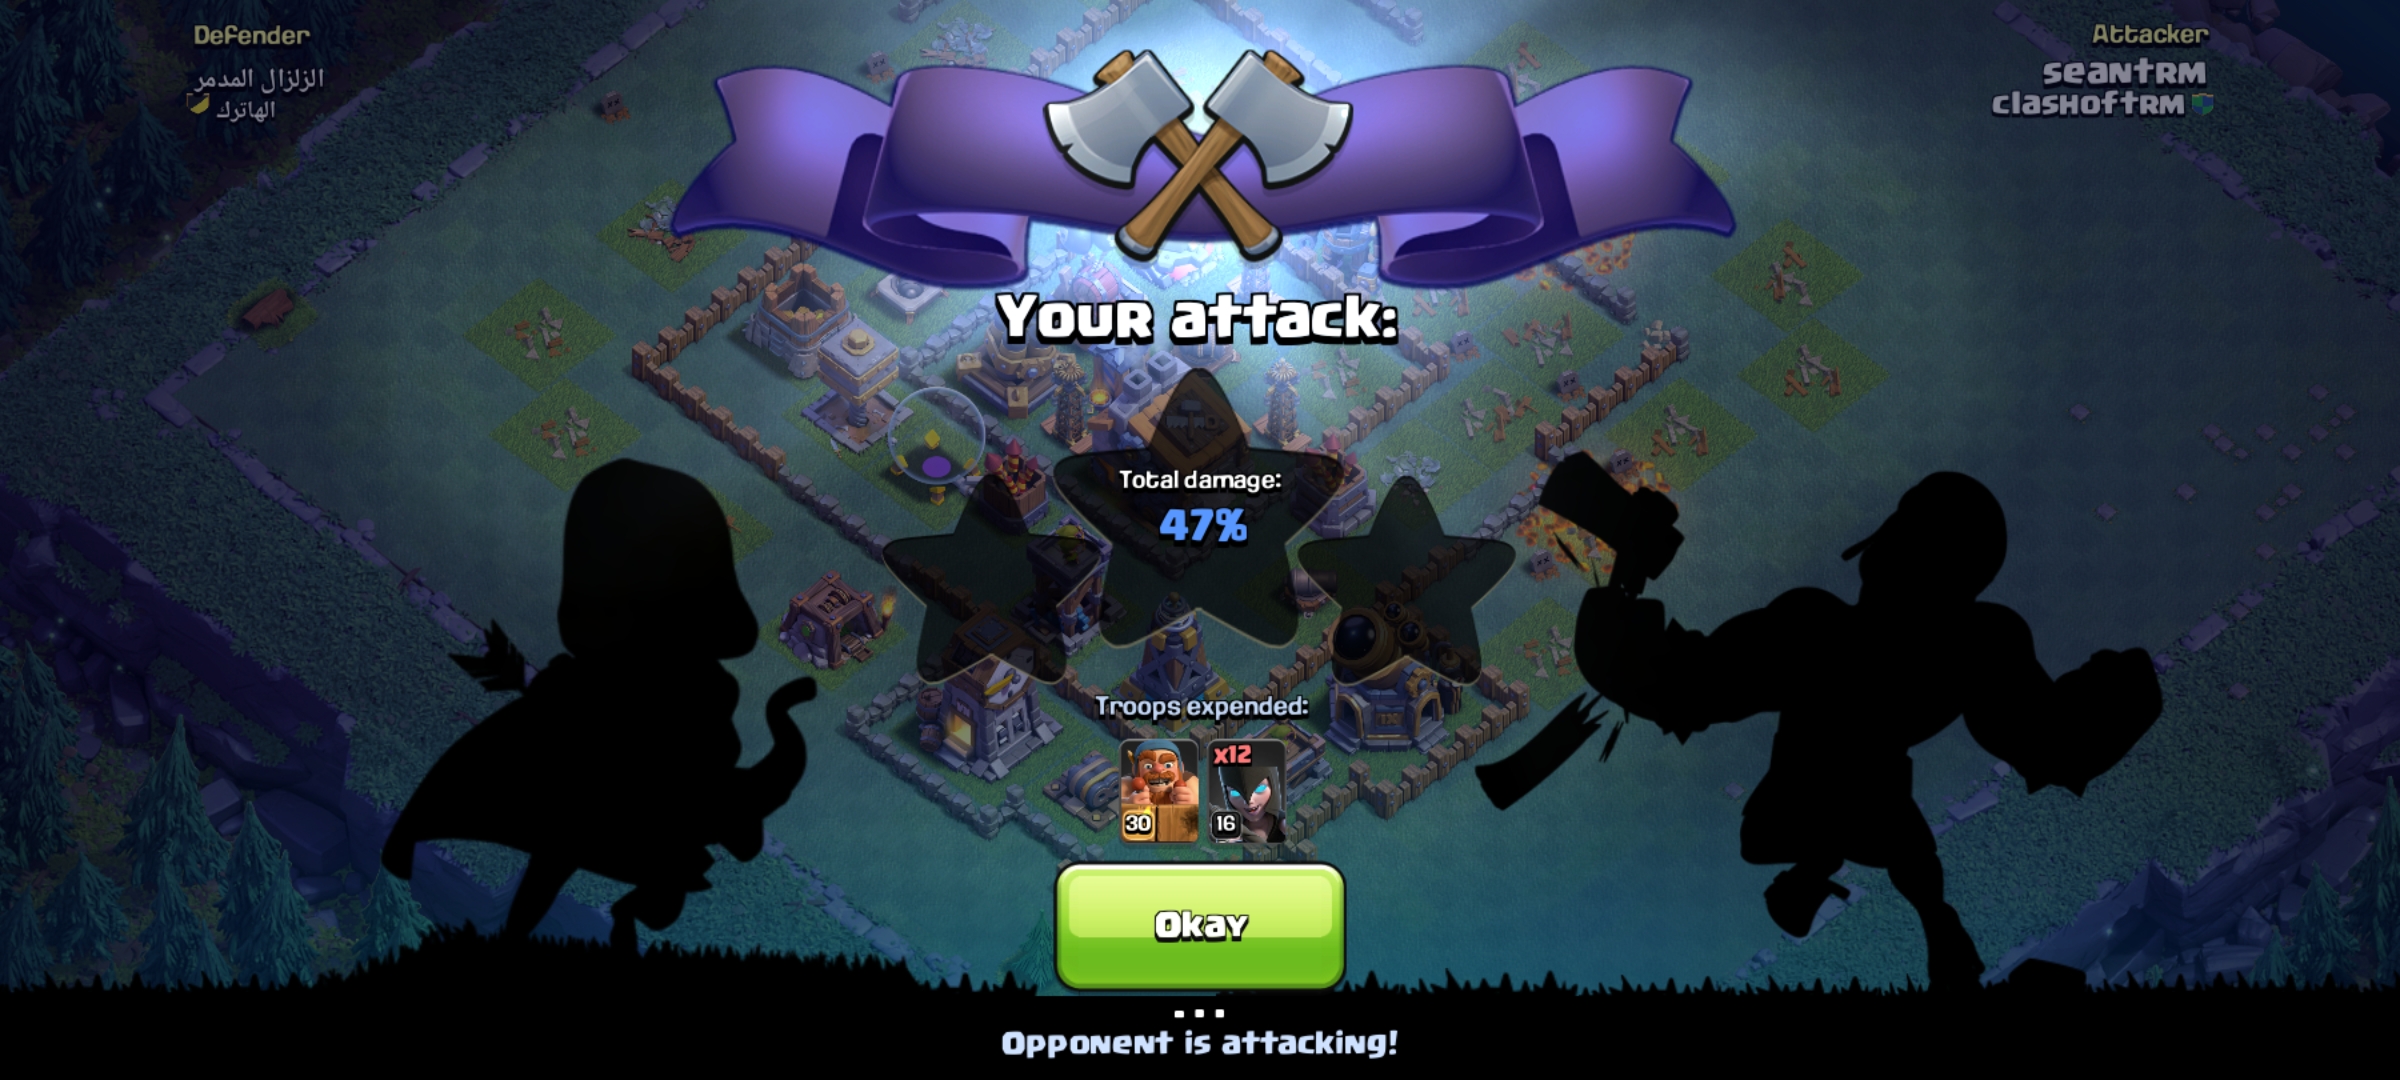 Defender
الزلزال المدمر
الهاترك
Attacker
seantrm
clashoftrm
Your attack:
Total damage:
47%
Troops expended:
30
x12
16
Okay
...
Opponent is attacking!